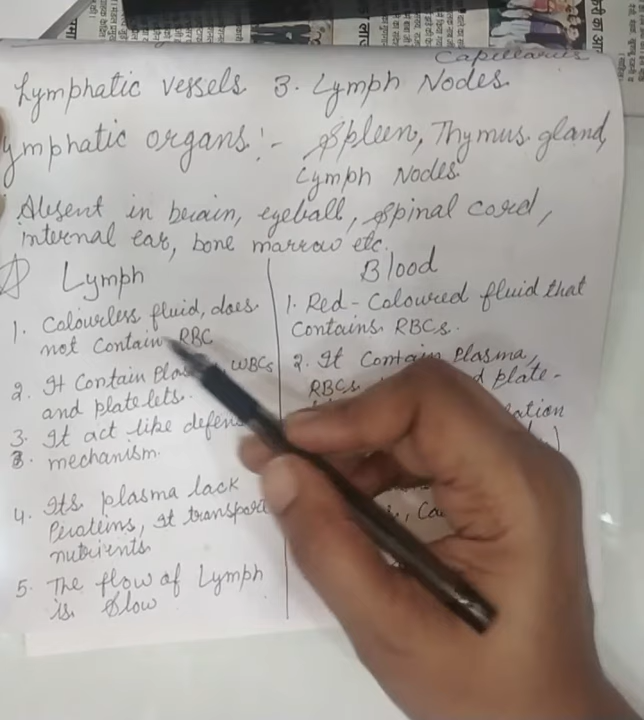 Capillaries
Lymphatic vessels 3. Lymph Nodes
ymphatic organs:- Spleen, Thymus gland,
Lymph Nodes.
Absent in brain, eyeball, spinal cord,
internal ear, bone marrow etc.
Lymph
1. Colourless fluid, does
not contain RBC
2. It contain Plas WBCs
and platelets.
3. It act like defen
3. mechanism.
4. Its plasma lack
Proteins, It transport
nutrients
5. The flow of Lymph
is slow
Blood
1. Red-Coloured fluid that
Contains RBCs.
2. It Contain Plasma,
RBCs d plate-
lation